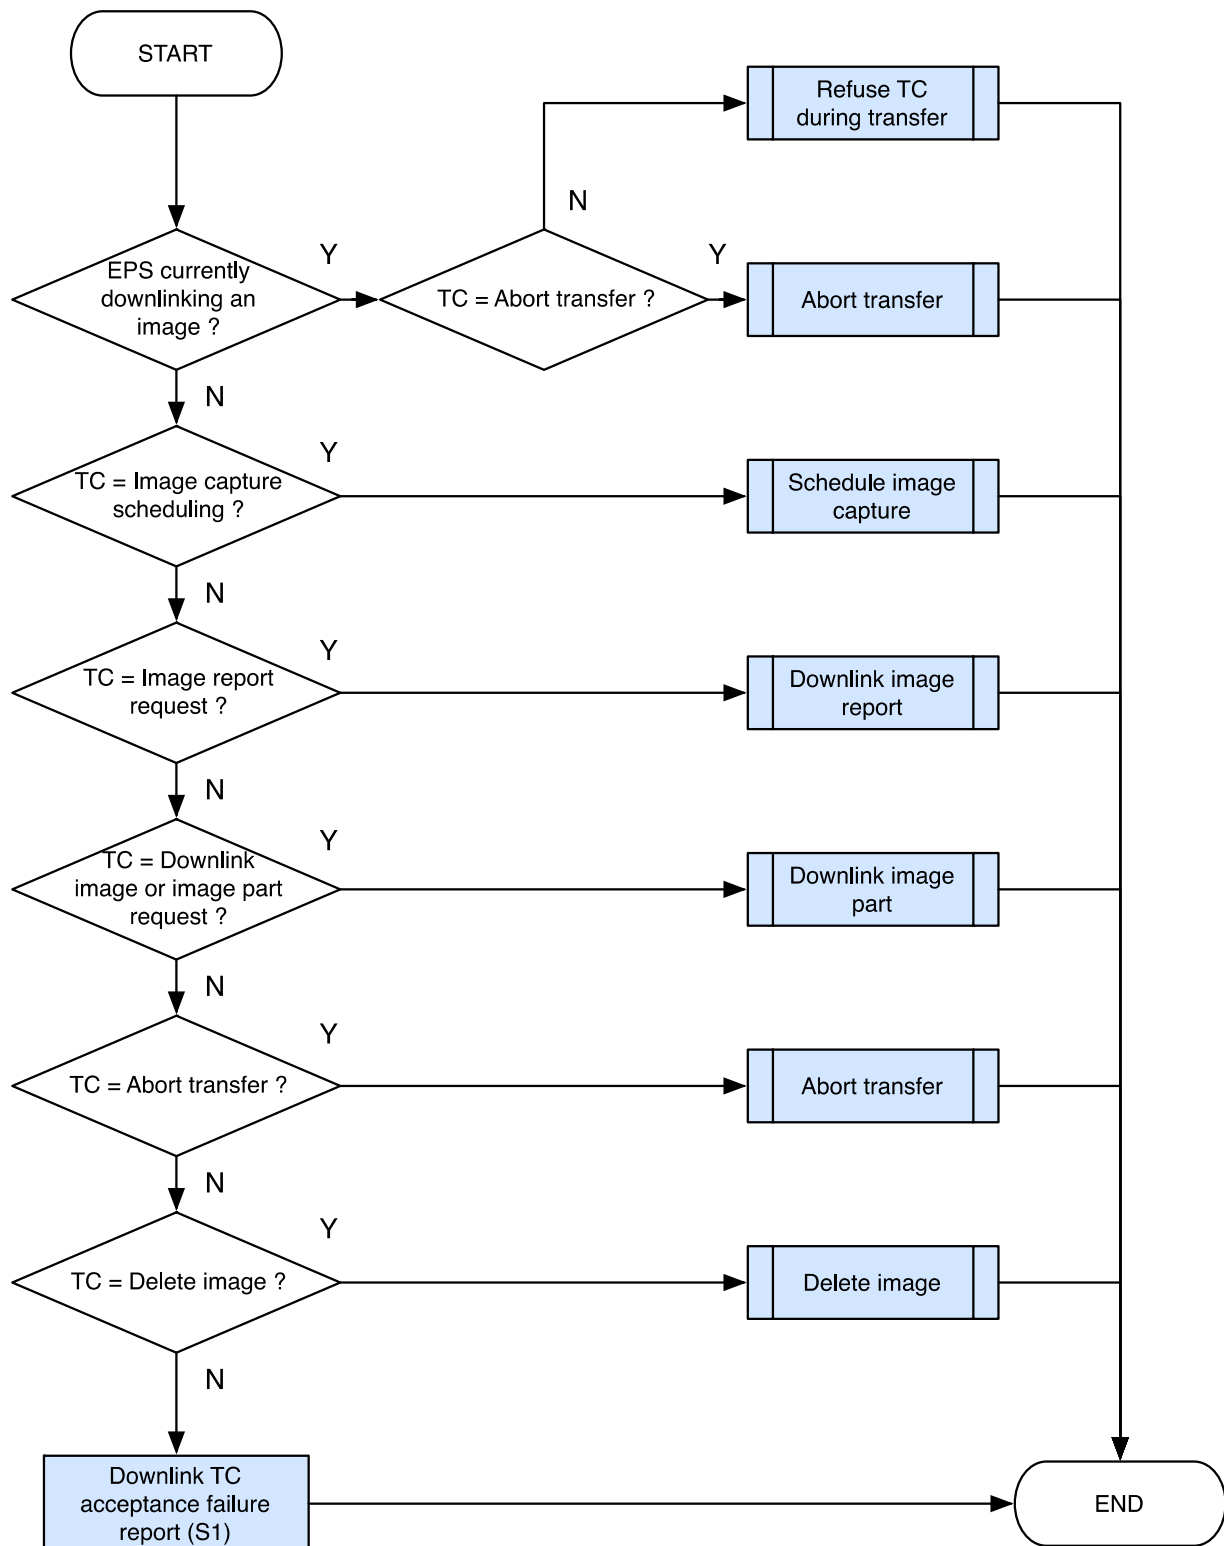 START
Refuse TC
during transfer
N
EPS currently
downlinking an
image ?
Y
TC = Abort transfer ?
Y
Abort transfer
N
TC = Image capture
scheduling ?
Y
Schedule image
capture
N
TC = Image report
request ?
Y
Downlink image
report
N
TC = Downlink
image or image part
request ?
Y
Downlink image
part
N
TC = Abort transfer ?
Y
Abort transfer
N
TC = Delete image ?
Y
Delete image
N
Downlink TC
acceptance failure
report (S1)
END